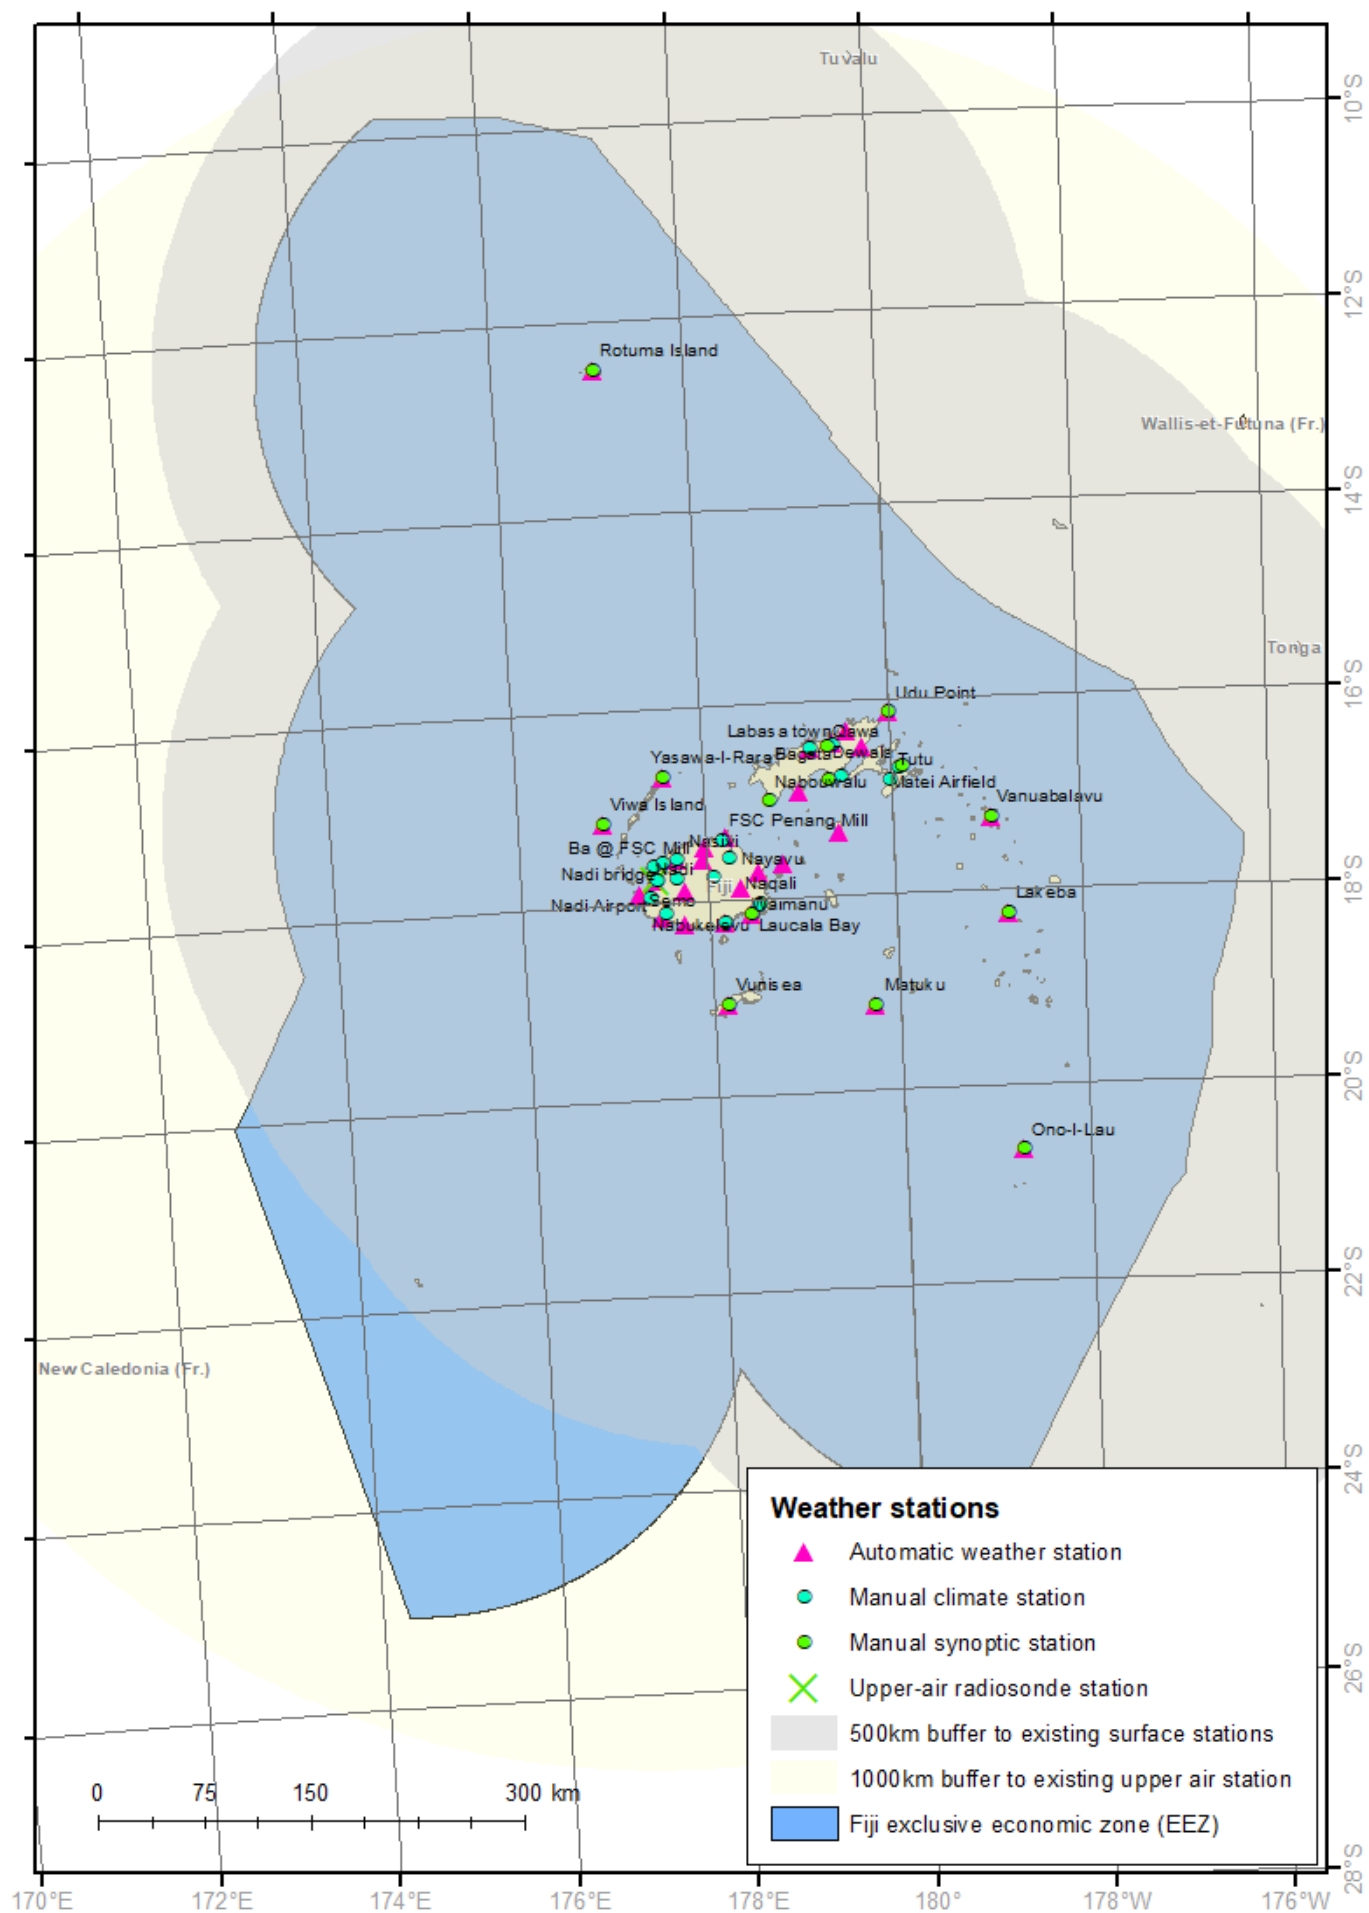 Tuvalu
10°S
12°S
Rotuma Island
Wallis-et-Futuna (Fr.)
14°S
Tonga
16°S
Udu Point
Labasa town
Qawa
Yasawa-I-Rara
Bagata
Dewala
Tutu
Nabouwalu
Matei Airfield
Viwa Island
Vanuabalavu
FSC Penang Mill
Ba @ FSC Mill
Nasivi
Nayavu
18°S
Nadi bridge
Nadi
Fiji
Naqali
Lakeba
Nadi Airport
Semo
Waimanu
Nabukelevu
Laucala Bay
Vunisea
Matuku
20°S
Ono-I-Lau
22°S
New Caledonia (Fr.)
24°S
Weather stations
Automatic weather station
Manual climate station
Manual synoptic station
26°S
Upper-air radiosonde station
500km buffer to existing surface stations
1000km buffer to existing upper air station
0 75 150 300 km
Fiji exclusive economic zone (EEZ)
28°S
170°E 172°E 174°E 176°E 178°E 180° 178°W 176°W